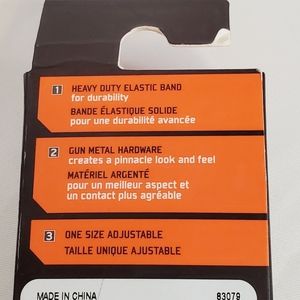 1 HEAVY DUTY ELASTIC BAND
for durability
BANDE ÉLASTIQUE SOLIDE
pour une durabilité avancée
2 GUN METAL HARDWARE
creates a pinnacle look and feel
MATÉRIEL ARGENTÉ
pour un meilleur aspect et
un contact plus agréable
3 ONE SIZE ADJUSTABLE
TAILLE UNIQUE AJUSTABLE
MADE IN CHINA 83079